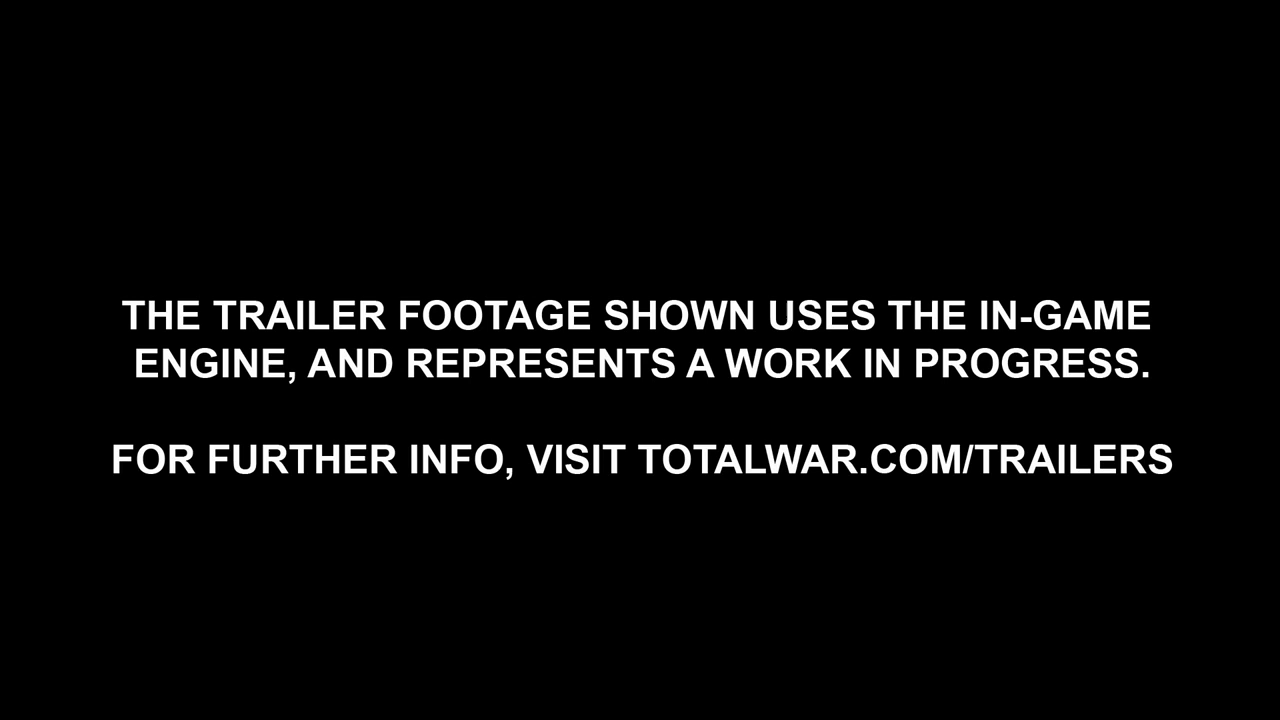 THE TRAILER FOOTAGE SHOWN USES THE IN-GAME
ENGINE, AND REPRESENTS A WORK IN PROGRESS.
FOR FURTHER INFO, VISIT TOTALWAR.COM/TRAILERS